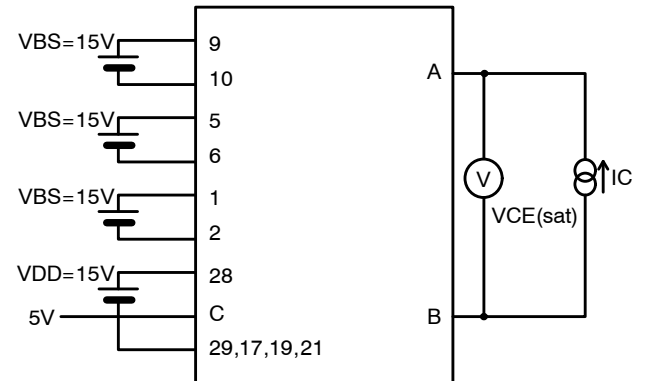 VBS=15V
9
10
A
VBS=15V
5
6
V
IC
VCE(sat)
VBS=15V
1
2
VDD=15V
28
5V
C
B
29,17,19,21